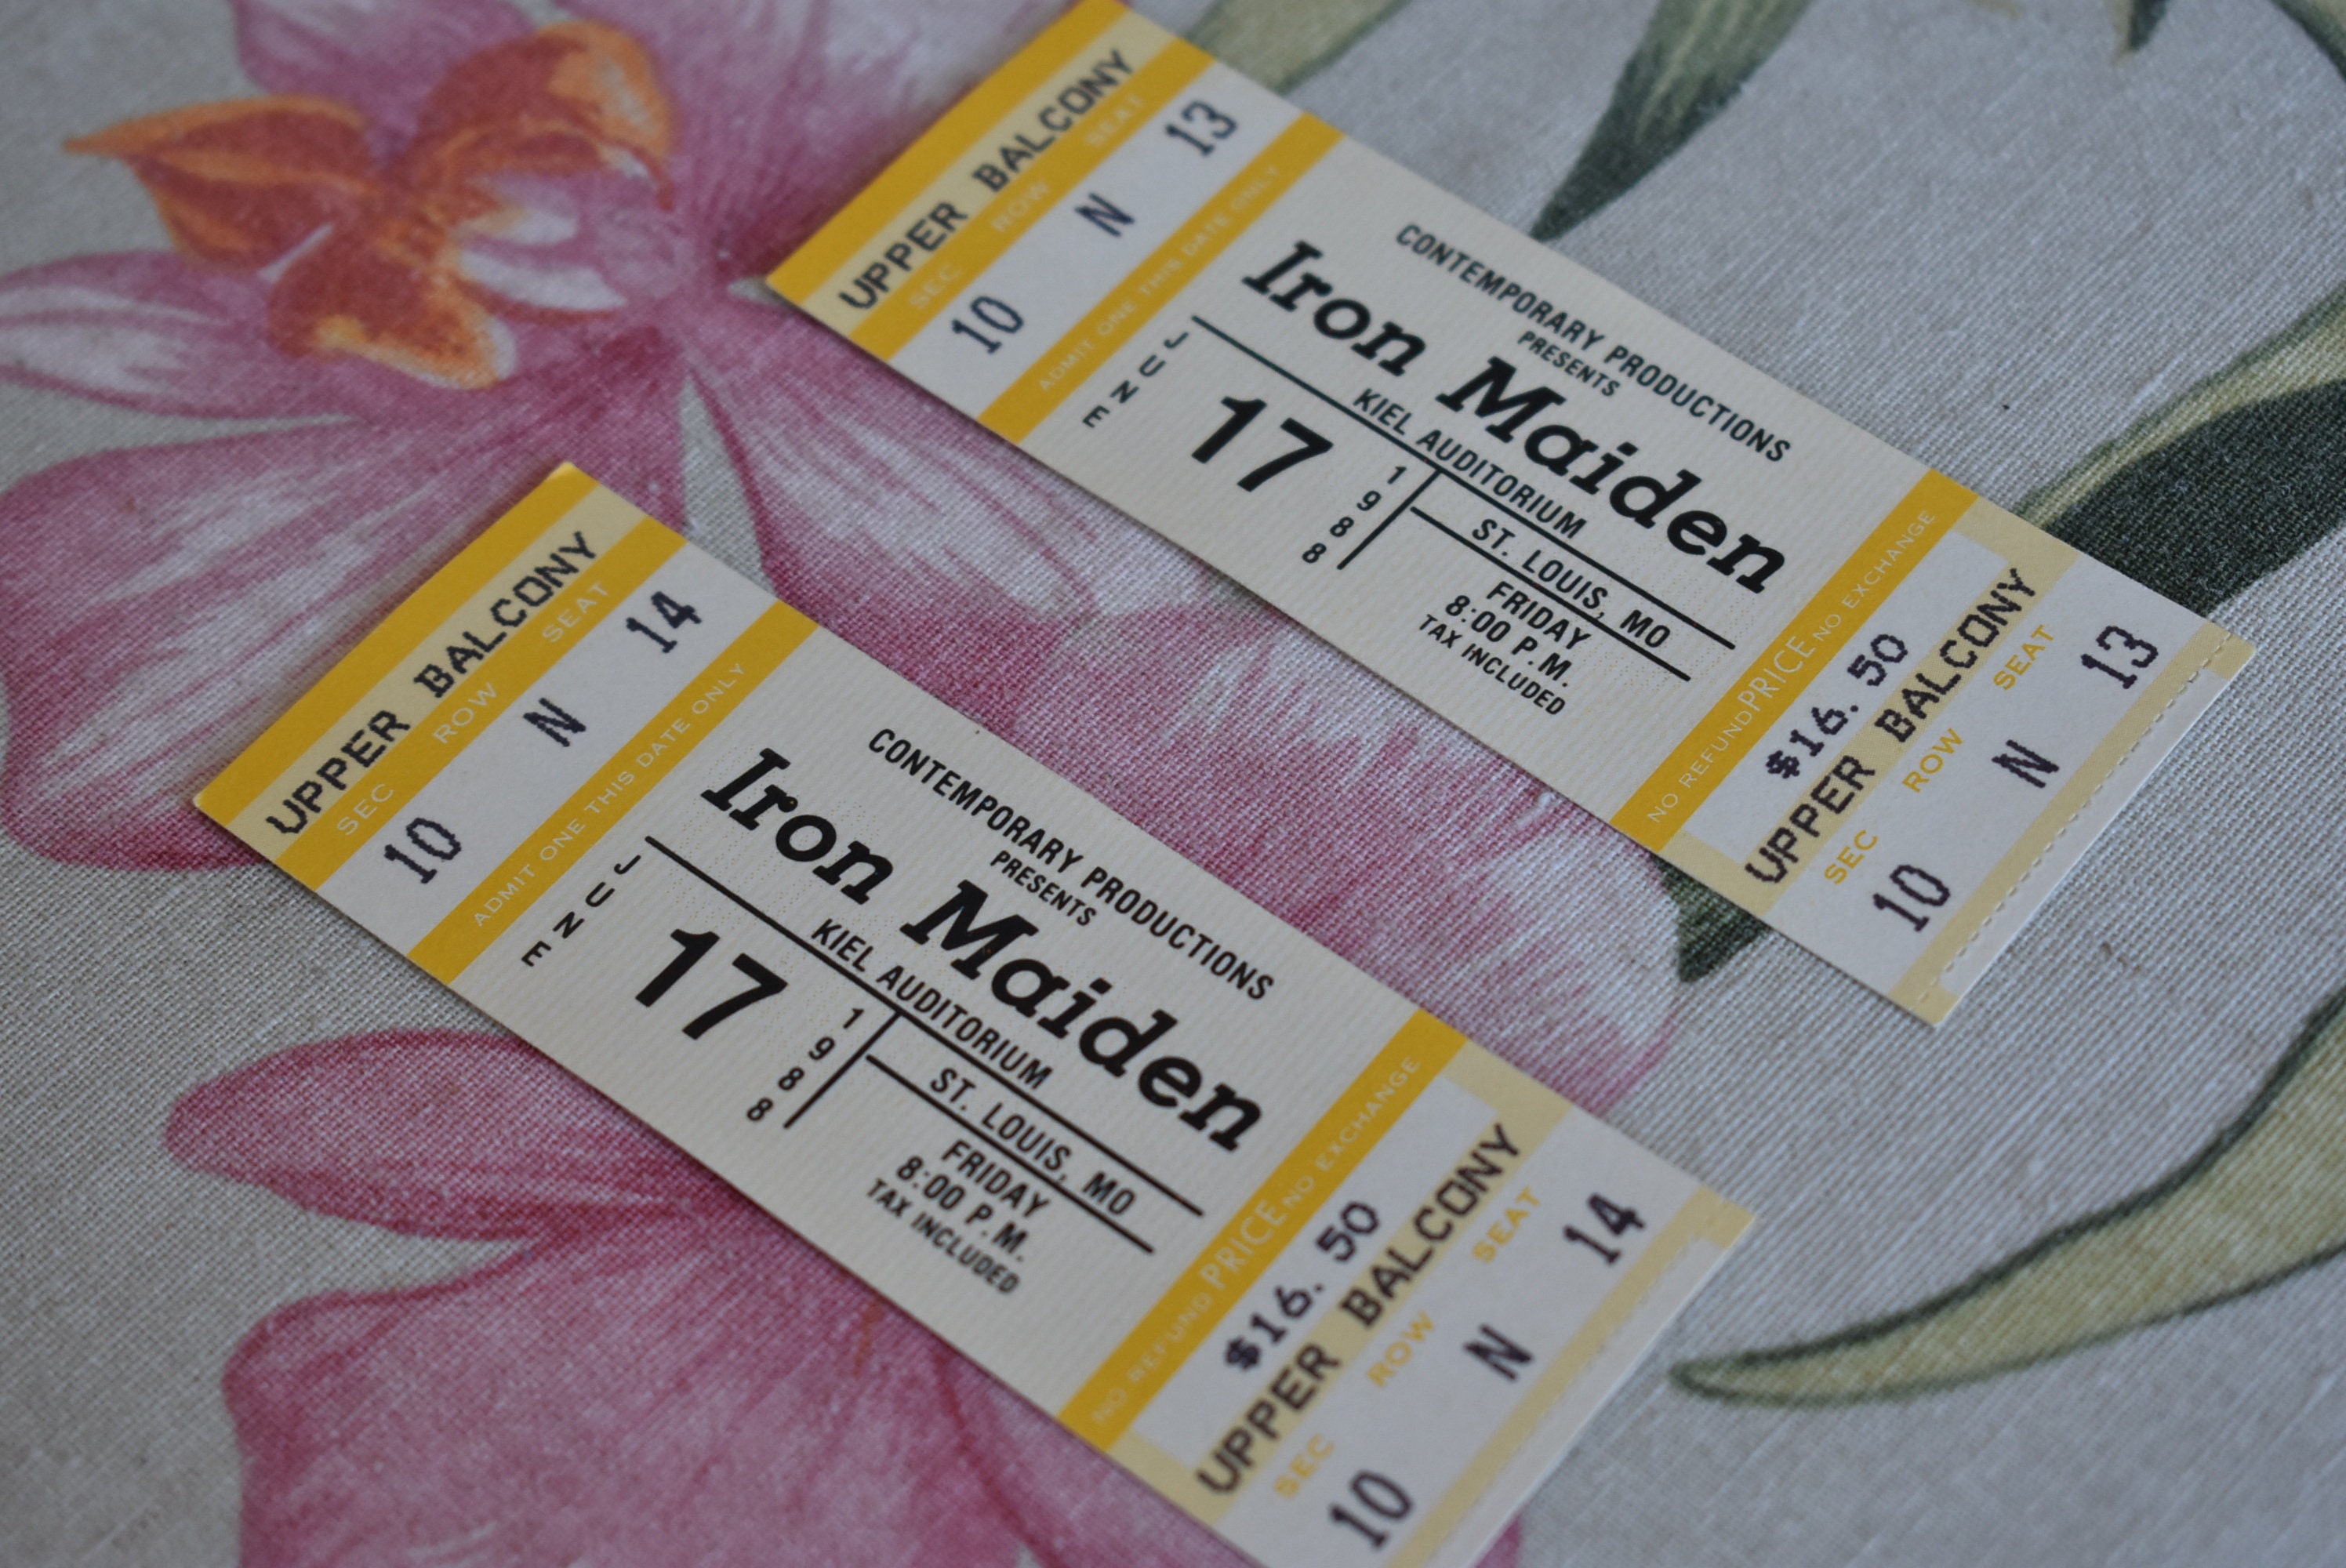 UPPER BALCONY
SEC ROW SEAT
10 N 13
ADMIT ONE THIS DATE ONLY
CONTEMPORARY PRODUCTIONS
PRESENTS
Iron Maiden
KIEL AUDITORIUM
JUNE
17
1988
ST. LOUIS, MO
FRIDAY
8:00 P.M.
TAX INCLUDED
NO REFUND PRICE NO EXCHANGE
$16.50
UPPER BALCONY
SEC ROW SEAT
10 N 13
UPPER BALCONY
SEC ROW SEAT
10 N 14
ADMIT ONE THIS DATE ONLY
CONTEMPORARY PRODUCTIONS
PRESENTS
Iron Maiden
KIEL AUDITORIUM
JUNE
17
1988
ST. LOUIS, MO
FRIDAY
8:00 P.M.
TAX INCLUDED
NO REFUND PRICE NO EXCHANGE
$16.50
UPPER BALCONY
SEC ROW SEAT
10 N 14